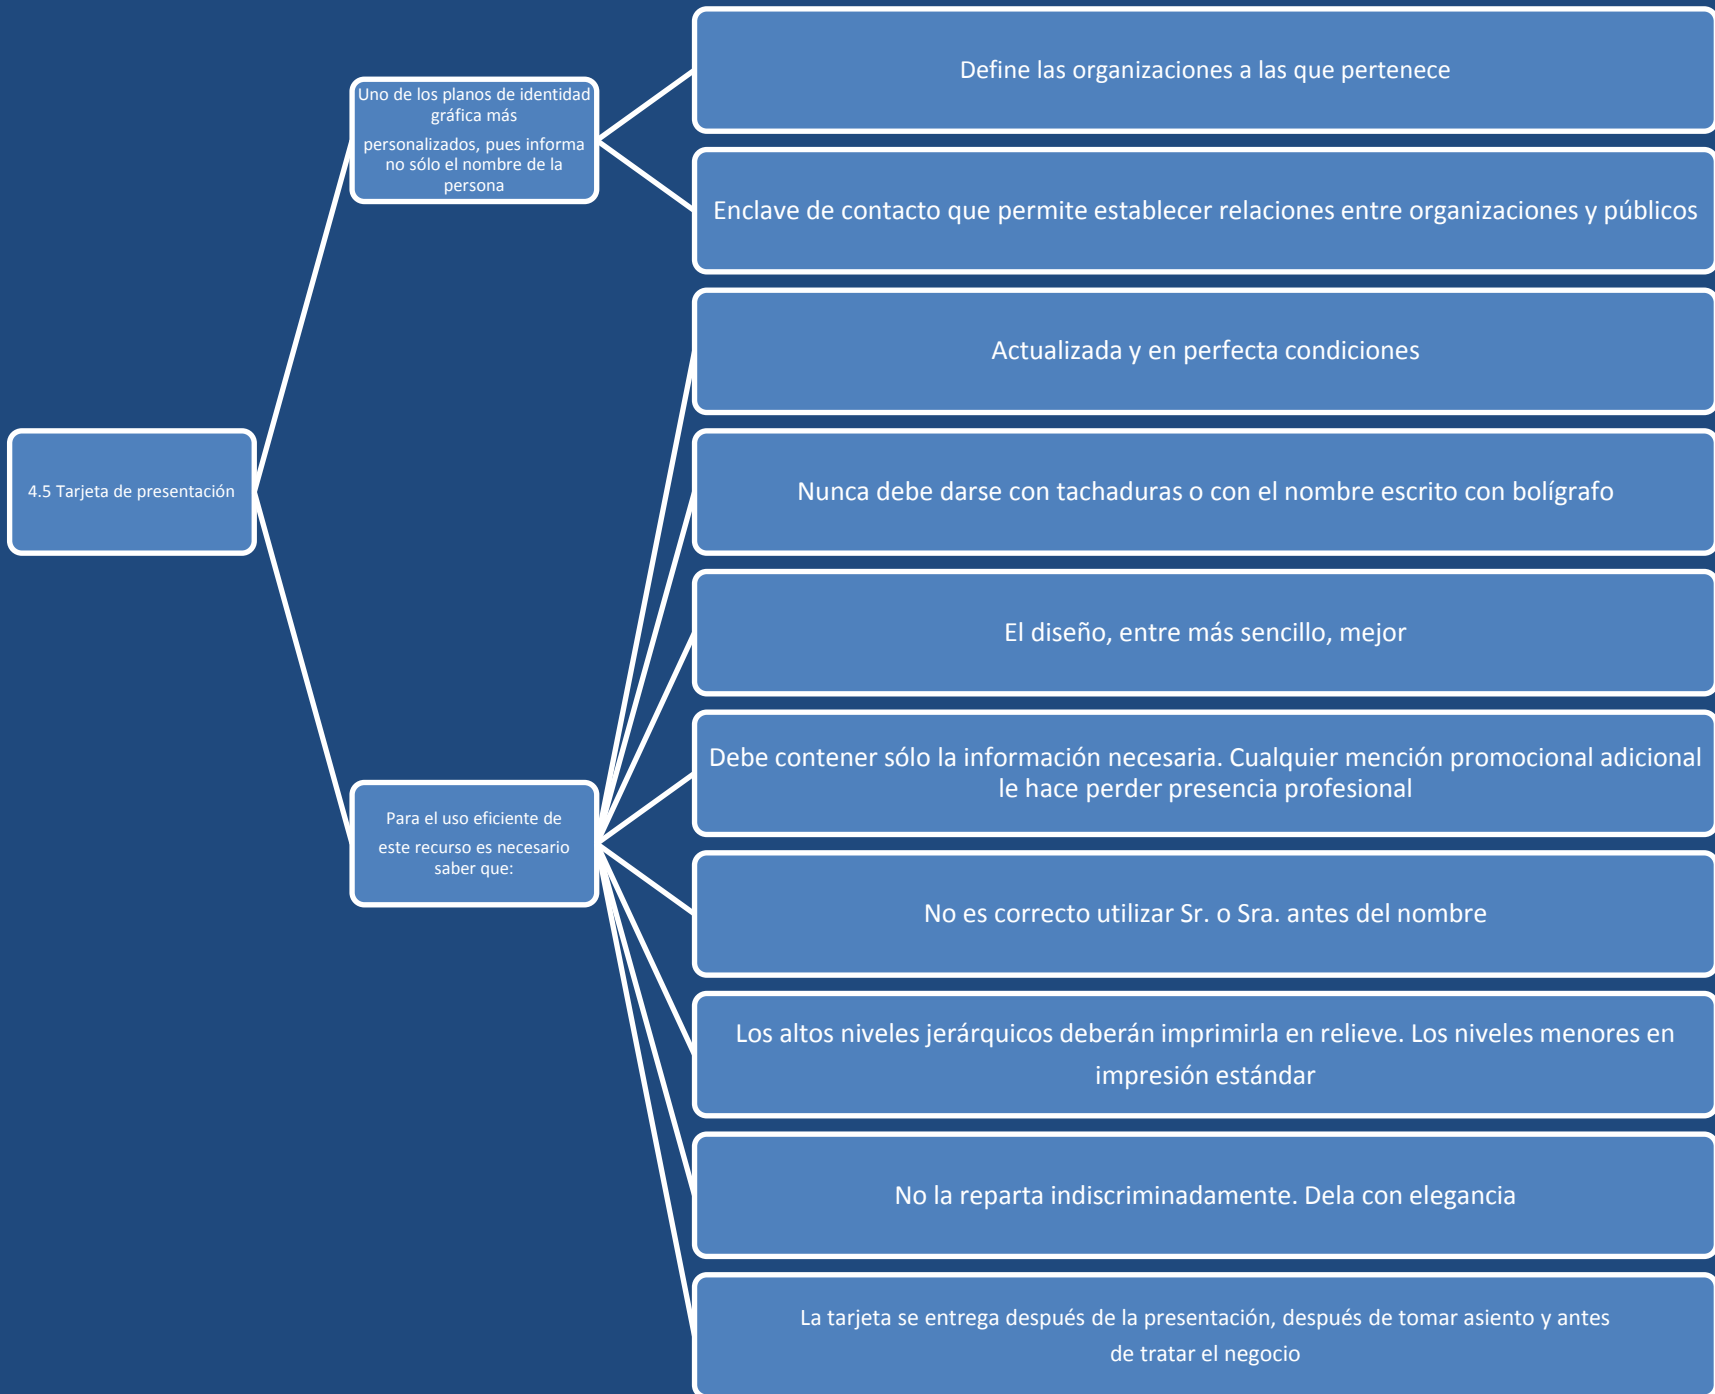 4.5 Tarjeta de presentación
Uno de los planos de identidad
gráfica más
personalizados, pues informa
no sólo el nombre de la
persona
Define las organizaciones a las que pertenece
Enclave de contacto que permite establecer relaciones entre organizaciones y públicos
Para el uso eficiente de
este recurso es necesario
saber que:
Actualizada y en perfecta condiciones
Nunca debe darse con tachaduras o con el nombre escrito con bolígrafo
El diseño, entre más sencillo, mejor
Debe contener sólo la información necesaria. Cualquier mención promocional adicional
le hace perder presencia profesional
No es correcto utilizar Sr. o Sra. antes del nombre
Los altos niveles jerárquicos deberán imprimirla en relieve. Los niveles menores en
impresión estándar
No la reparta indiscriminadamente. Dela con elegancia
La tarjeta se entrega después de la presentación, después de tomar asiento y antes
de tratar el negocio